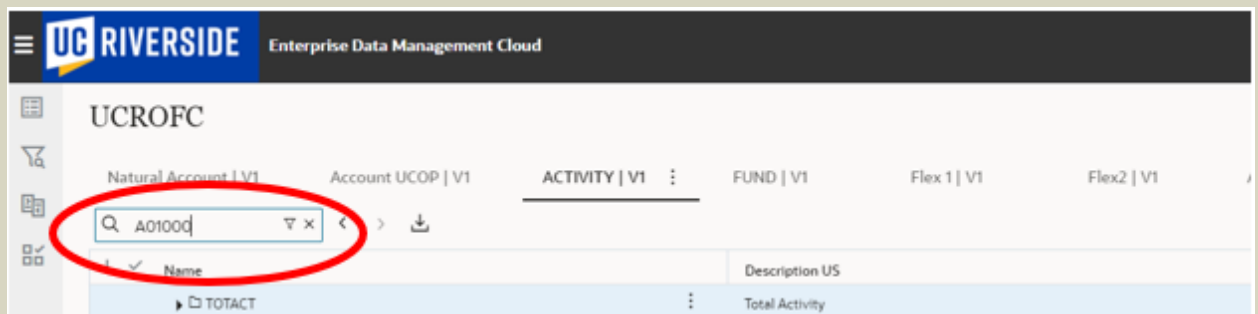 UC RIVERSIDE Enterprise Data Management Cloud
UCROFC
Natural Account | V1 Account UCOP | V1 ACTIVITY | V1 FUND | V1 Flex 1 | V1 Flex2 | V1
A01000
Name Description US
TOTACT Total Activity